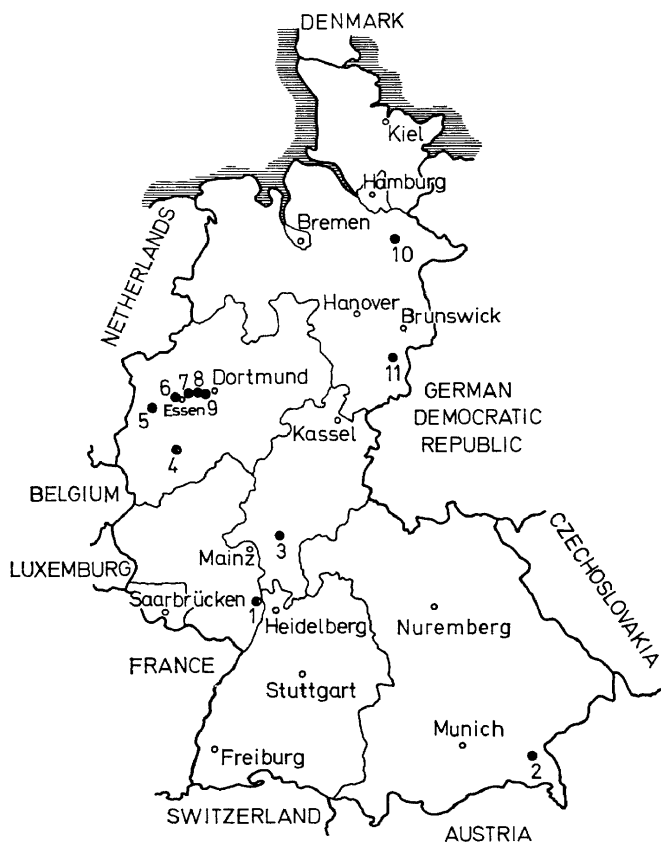 DENMARK
Kiel
Hamburg
Bremen
10
NETHERLANDS
Hanover
Brunswick
11
6 7 8 Dortmund
5 Essen 9
GERMAN
DEMOCRATIC
REPUBLIC
Kassel
4
BELGIUM
3
Mainz
LUXEMBURG
CZECHOSLOVAKIA
Saarbrücken
1
Heidelberg
Nuremberg
FRANCE
Stuttgart
Munich
Freiburg
2
SWITZERLAND
AUSTRIA